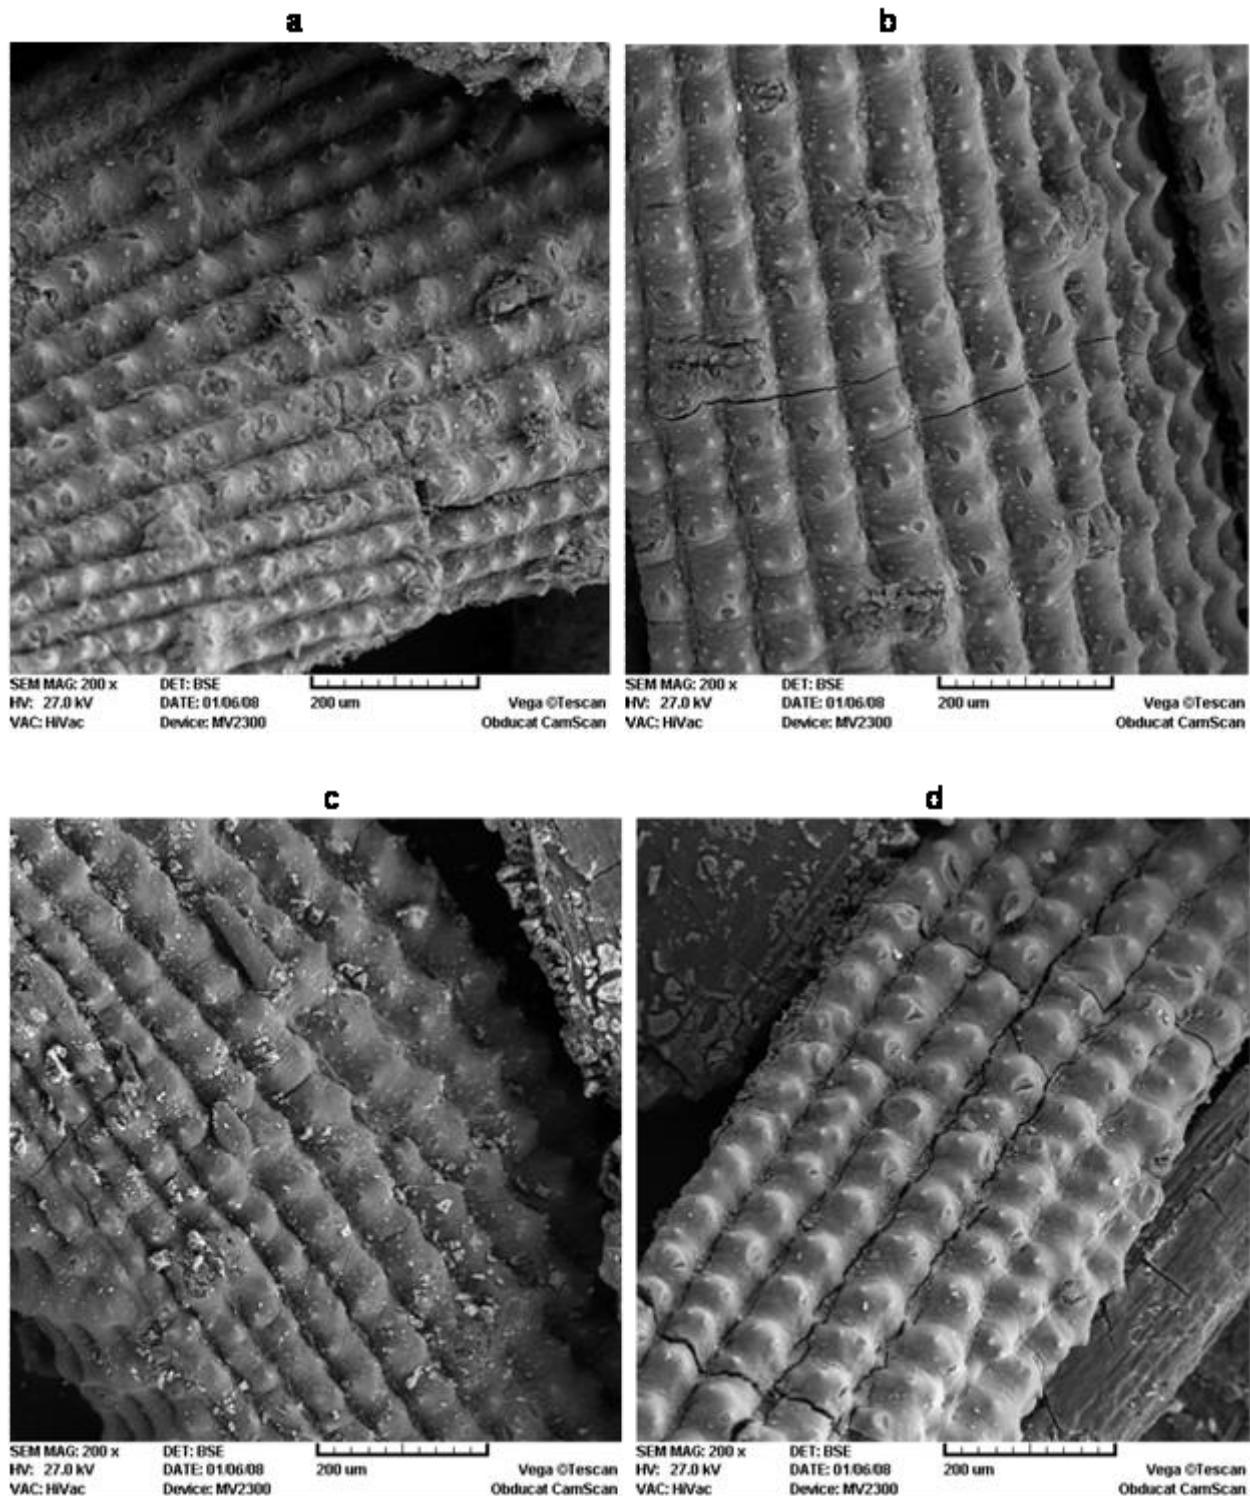 a
b
SEM MAG: 200 x DET: BSE
HV: 27.0 kV DATE: 01/06/08 200 um Vega ©Tescan
VAC: HiVac Device: MV2300 Obducat CamScan
SEM MAG: 200 x DET: BSE
HV: 27.0 kV DATE: 01/06/08 200 um Vega ©Tescan
VAC: HiVac Device: MV2300 Obducat CamScan
c
d
SEM MAG: 200 x DET: BSE
HV: 27.0 kV DATE: 01/06/08 200 um Vega ©Tescan
VAC: HiVac Device: MV2300 Obducat CamScan
SEM MAG: 200 x DET: BSE
HV: 27.0 kV DATE: 01/06/08 200 um Vega ©Tescan
VAC: HiVac Device: MV2300 Obducat CamScan